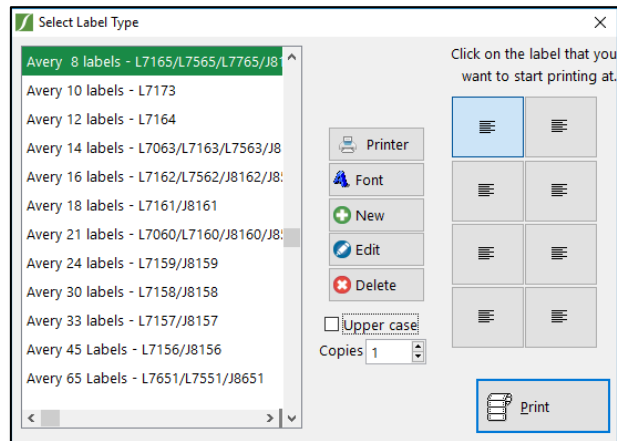 Select Label Type
Avery  8 labels - L7165/L7565/L7765/J81
Avery 10 labels - L7173
Avery 12 labels - L7164
Avery 14 labels - L7063/L7163/L7563/J8
Avery 16 labels - L7162/L7562/J8162/J85
Avery 18 labels - L7161/J8161
Avery 21 labels - L7060/L7160/J8160/J85
Avery 24 labels - L7159/J8159
Avery 30 labels - L7158/J8158
Avery 33 labels - L7157/J8157
Avery 45 Labels - L7156/J8156
Avery 65 Labels - L7651/L7551/J8651
Printer
Font
New
Edit
Delete
Upper case
Copies 1
Click on the label that you
want to start printing at.
Print